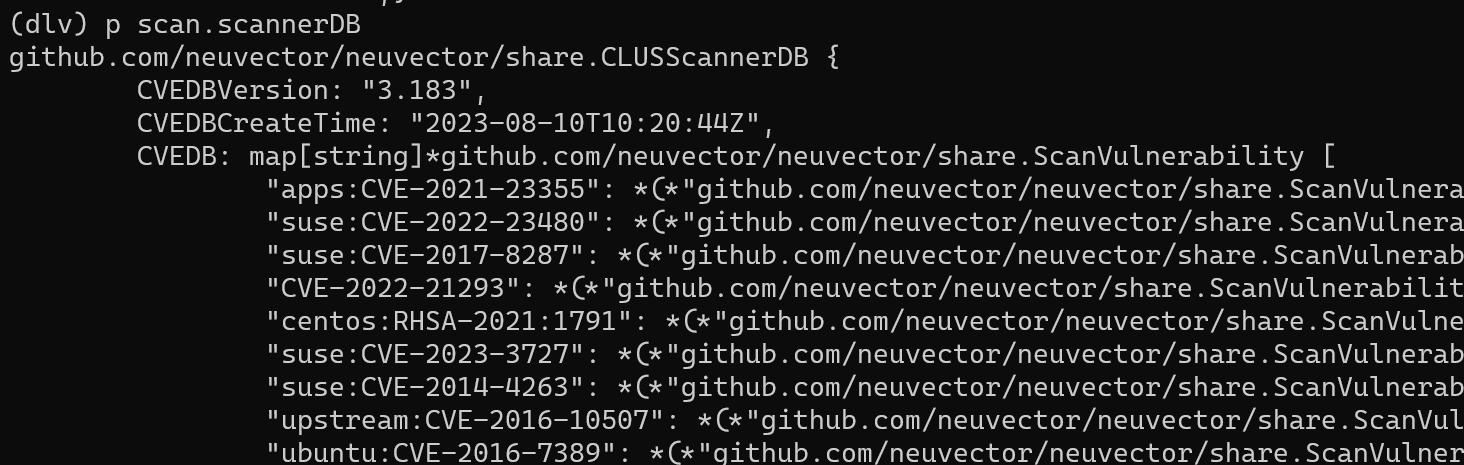 (dlv) p scan.scannerDB
github.com/neuvector/neuvector/share.CLUSScannerDB {
CVEDBVersion: "3.183",
CVEDBCreateTime: "2023-08-10T10:20:44Z",
CVEDB: map[string]*github.com/neuvector/neuvector/share.ScanVulnerability [
"apps:CVE-2021-23355": *(*"github.com/neuvector/neuvector/share.ScanVulnera
"suse:CVE-2022-23480": *(*"github.com/neuvector/neuvector/share.ScanVulnera
"suse:CVE-2017-8287": *(*"github.com/neuvector/neuvector/share.ScanVulnerab
"CVE-2022-21293": *(*"github.com/neuvector/neuvector/share.ScanVulnerabilit
"centos:RHSA-2021:1791": *(*"github.com/neuvector/neuvector/share.ScanVulne
"suse:CVE-2023-3727": *(*"github.com/neuvector/neuvector/share.ScanVulnerab
"suse:CVE-2014-4263": *(*"github.com/neuvector/neuvector/share.ScanVulnerab
"upstream:CVE-2016-10507": *(*"github.com/neuvector/neuvector/share.ScanVul
"ubuntu:CVE-2016-7389": *(*"github.com/neuvector/neuvector/share.ScanVulner